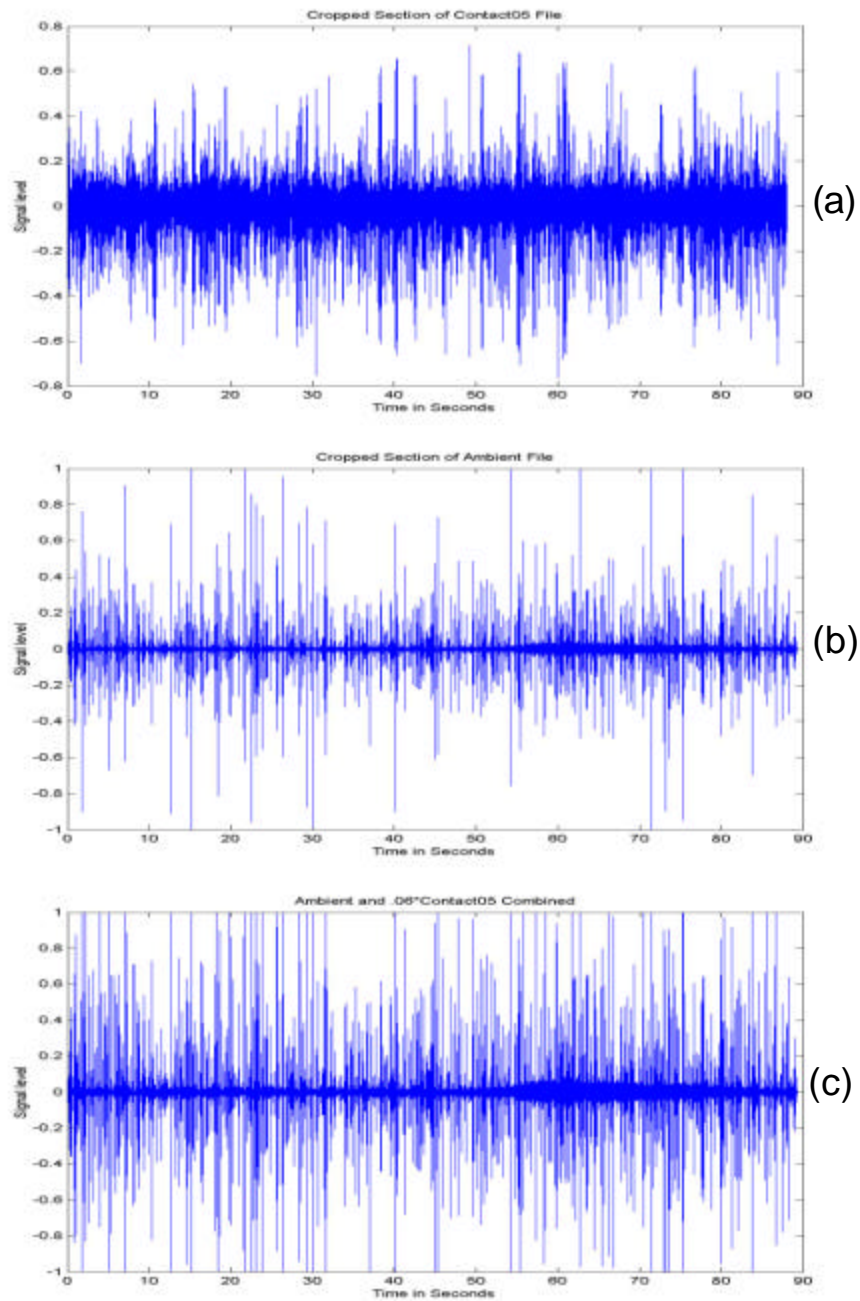 Cropped Section of Contact05 File
0.8
0.6
0.4
0.2
0
-0.2
-0.4
-0.6
-0.8
Signal level
0 10 20 30 40 50 60 70 80 90
Time in Seconds
(a)
Cropped Section of Ambient File
1
0.8
0.6
0.4
0.2
0
-0.2
-0.4
-0.6
-0.8
-1
Signal level
0 10 20 30 40 50 60 70 80 90
Time in Seconds
(b)
Ambient and .06*Contact05 Combined
1
0.8
0.6
0.4
0.2
0
-0.2
-0.4
-0.6
-0.8
-1
Signal level
0 10 20 30 40 50 60 70 80 90
Time in Seconds
(c)